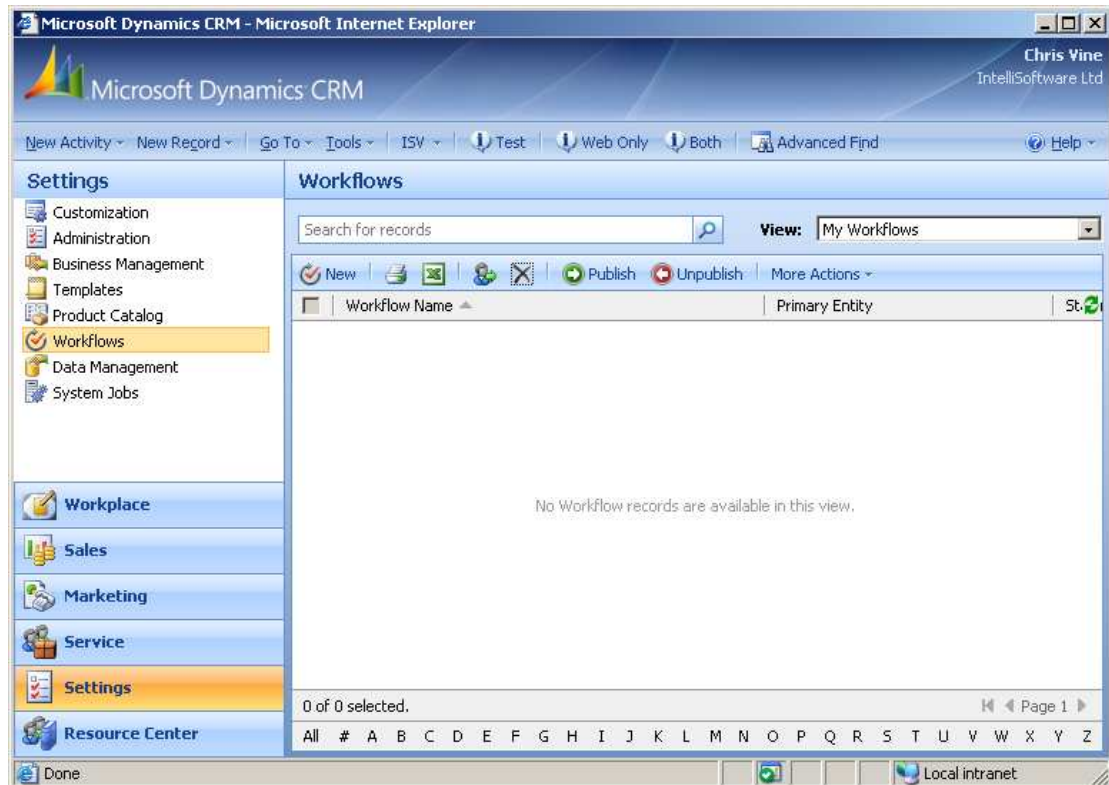 Microsoft Dynamics CRM - Microsoft Internet Explorer
Chris Vine
IntelliSoftware Ltd
Microsoft Dynamics CRM
New Activity New Record Go To Tools ISV Test Web Only Both Advanced Find Help
Settings
Customization
Administration
Business Management
Templates
Product Catalog
Workflows
Data Management
System Jobs
Workplace
Sales
Marketing
Service
Settings
Resource Center
Workflows
Search for records View: My Workflows
New Publish Unpublish More Actions
Workflow Name Primary Entity
No Workflow records are available in this view.
0 of 0 selected. Page 1
All # A B C D E F G H I J K L M N O P Q R S T U V W X Y Z
Done Local intranet